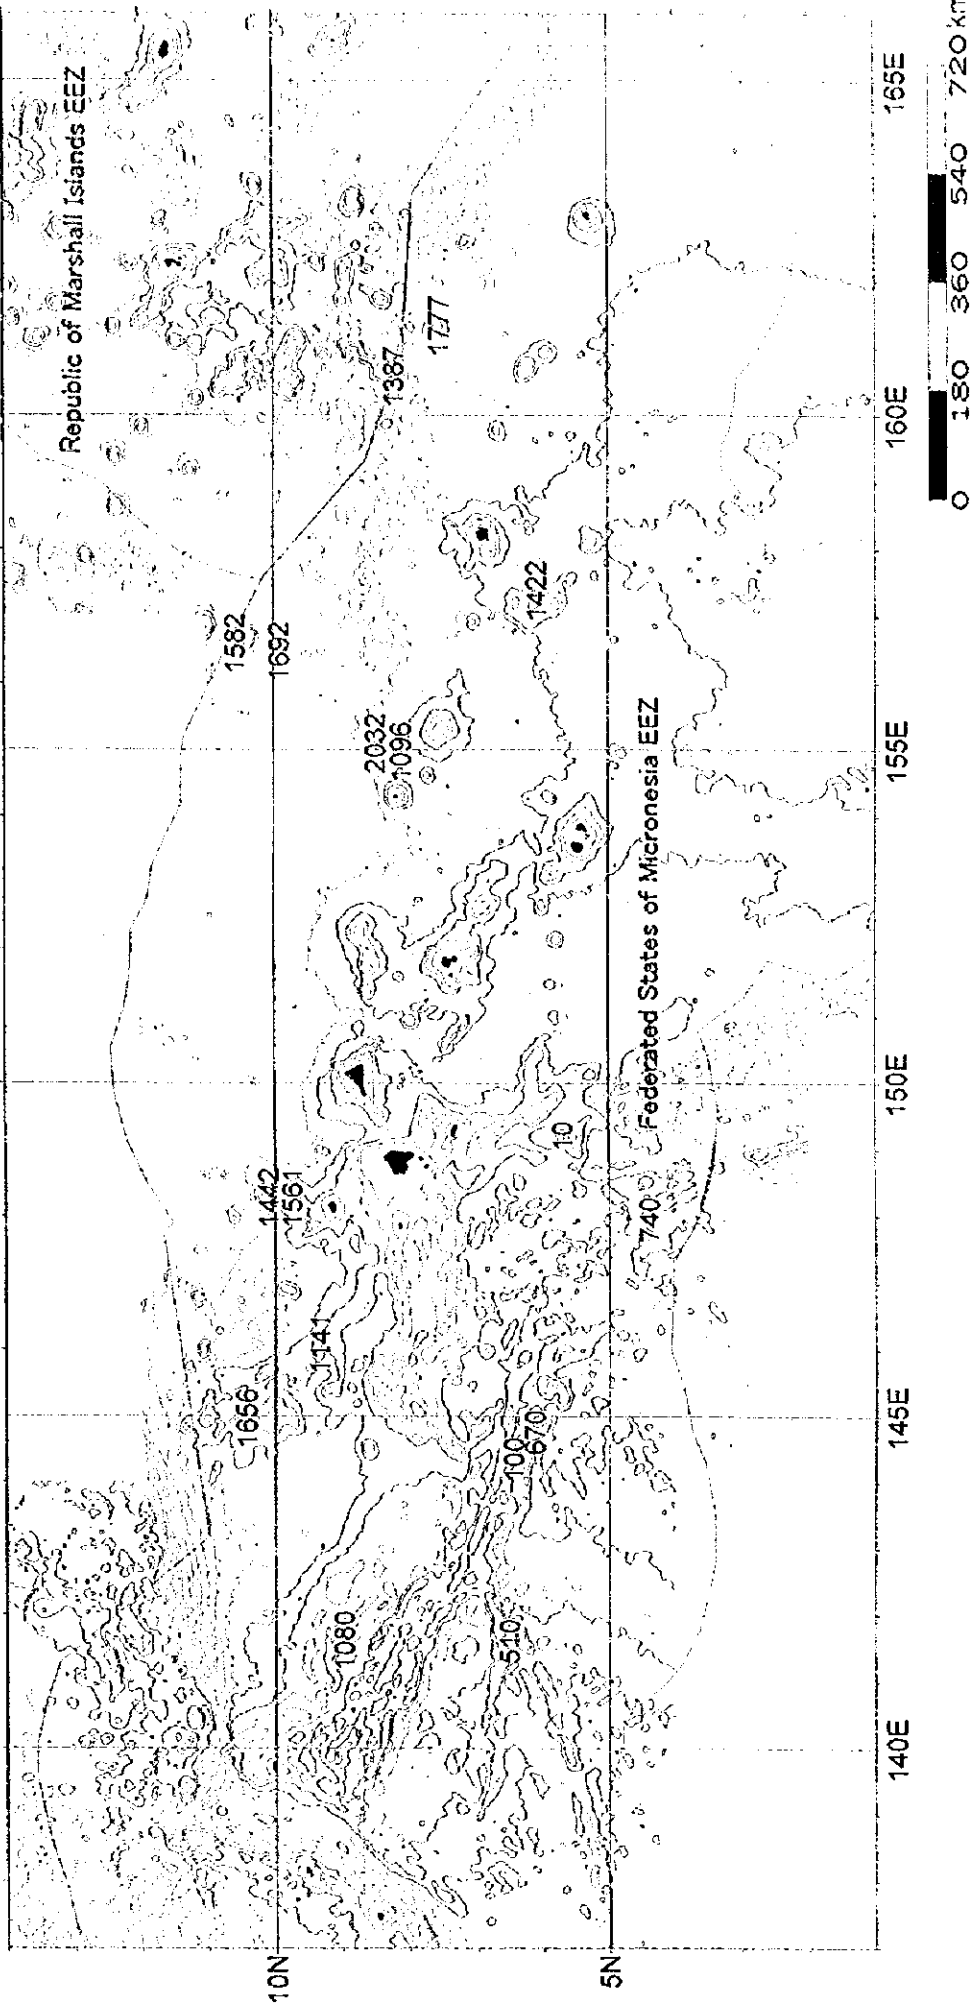 Republic of Marshall Islands EEZ
1582
1692
2032
1096
1387
1777
1422
1442
1561
1141
1656
1080
10
740
100
670
510
Federated States of Micronesia EEZ
10N
5N
140E
145E
150E
155E
160E
165E
0 180 360 540 720 km